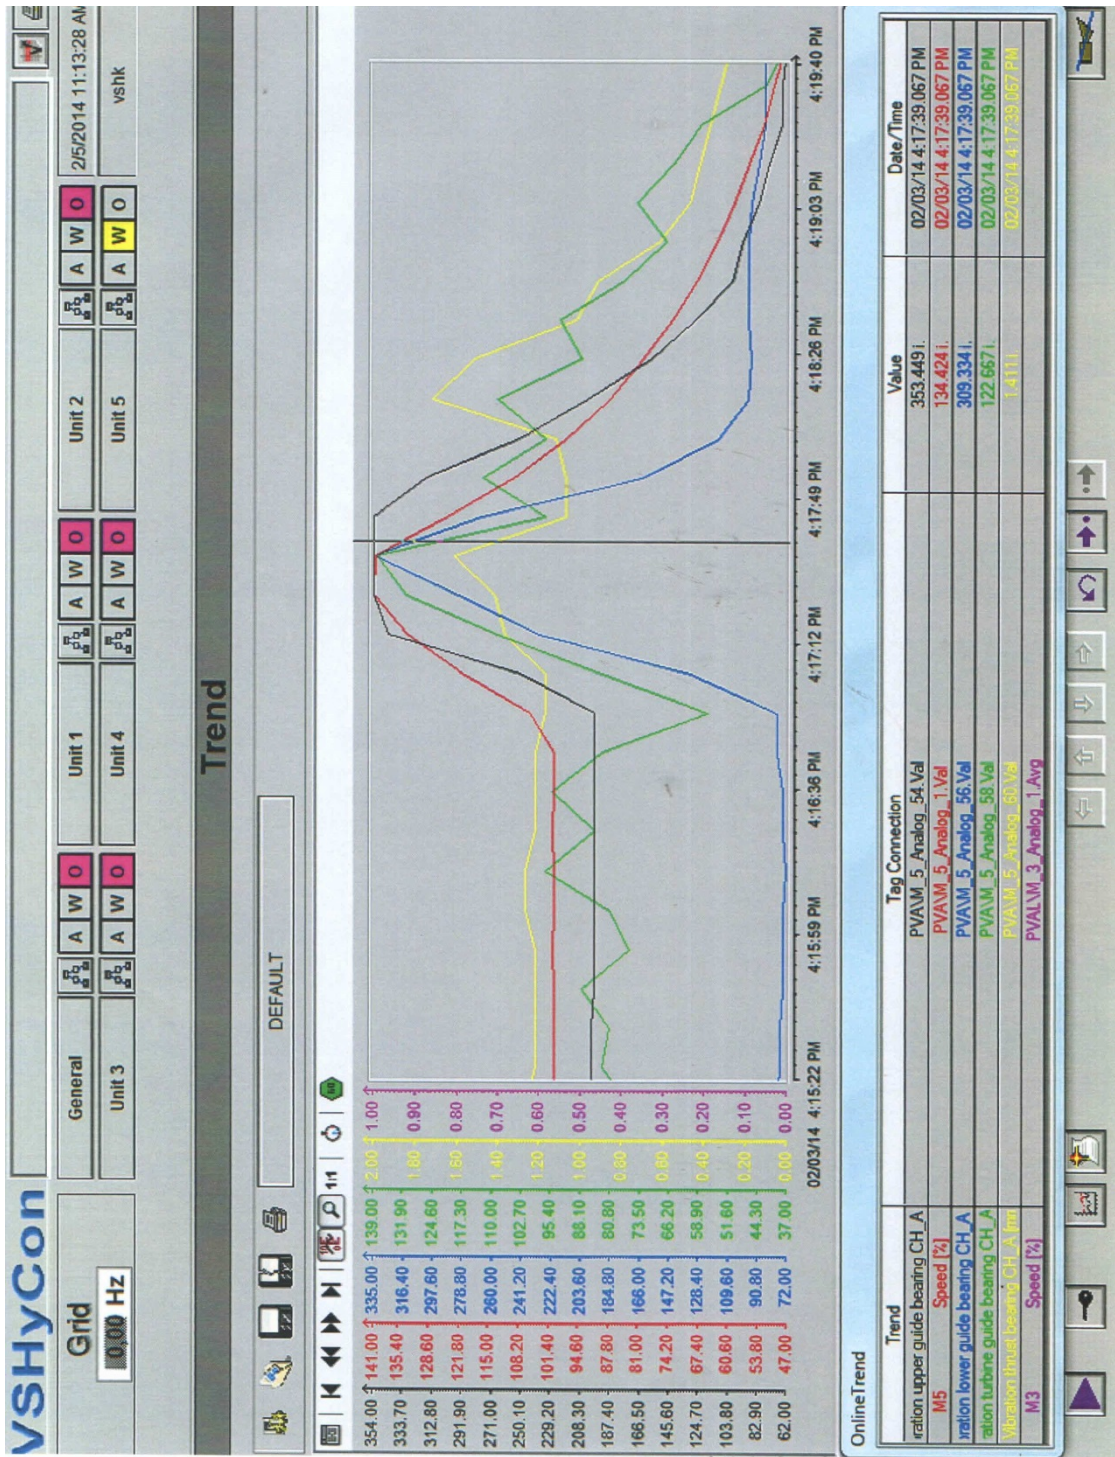 VSHyCon
Grid
0,00 Hz
General
A W O
Unit 1
A W O
Unit 2
A W O
2/5/2014 11:13:28 AM
Unit 3
A W O
Unit 4
A W O
Unit 5
A W O
vshk
Trend
DEFAULT
1:1
354.00 141.00 335.00 139.00 2.00 1.00
333.70 135.40 316.40 131.90 1.80 0.90
312.80 128.60 297.60 124.60 1.60 0.80
291.90 121.80 278.80 117.30 1.40 0.70
271.00 115.00 260.00 110.00 1.20 0.60
250.10 108.20 241.20 102.70 1.00 0.50
229.20 101.40 222.40 95.40 0.80 0.40
208.30 94.60 203.60 88.10 0.60 0.30
187.40 87.80 184.80 80.80 0.40 0.20
166.50 81.00 166.00 73.50 0.20 0.10
145.60 74.20 147.20 66.20 0.00 0.00
124.70 67.40 128.40 58.90
103.80 60.60 109.60 51.60
82.90 53.80 90.80 44.30
62.00 47.00 72.00 37.00
02/03/14 4:15:22 PM 4:15:59 PM 4:16:36 PM 4:17:12 PM 4:17:49 PM 4:18:26 PM 4:19:03 PM 4:19:40 PM
OnlineTrend
Trend Tag Connection Value Date/Time
ration upper guide bearing CH_A PVA\M_5_Analog_54.Val 353.449 i. 02/03/14 4:17:39.067 PM
M5 Speed [%] PVA\M_5_Analog_1.Val 134.424 i. 02/03/14 4:17:39.067 PM
ration lower guide bearing CH_A PVA\M_5_Analog_56.Val 309.334 i. 02/03/14 4:17:39.067 PM
ration turbine guide bearing CH_A PVA\M_5_Analog_58.Val 122.667 i. 02/03/14 4:17:39.067 PM
Vibration thrust bearing CH_A [m PVA\M_5_Analog_60.Val 1.411 i. 02/03/14 4:17:39.067 PM
M3 Speed [%] PVAL\M_3_Analog_1.Avg